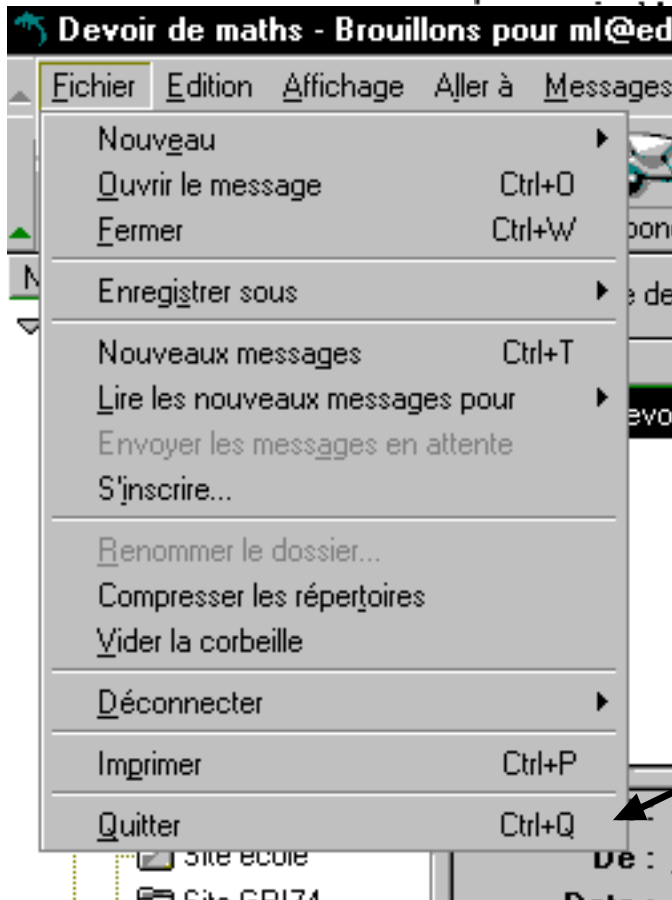 Devoir de maths - Brouillons pour ml@ed
Fichier Edition Affichage Aller à Messages
Nouveau
Ouvrir le message Ctrl+O
Fermer Ctrl+W
Enregistrer sous
Nouveaux messages Ctrl+T
Lire les nouveaux messages pour
Envoyer les messages en attente
S'inscrire...
Renommer le dossier...
Compresser les répertoires
Vider la corbeille
Déconnecter
Imprimer Ctrl+P
Quitter Ctrl+Q
Site école
De :